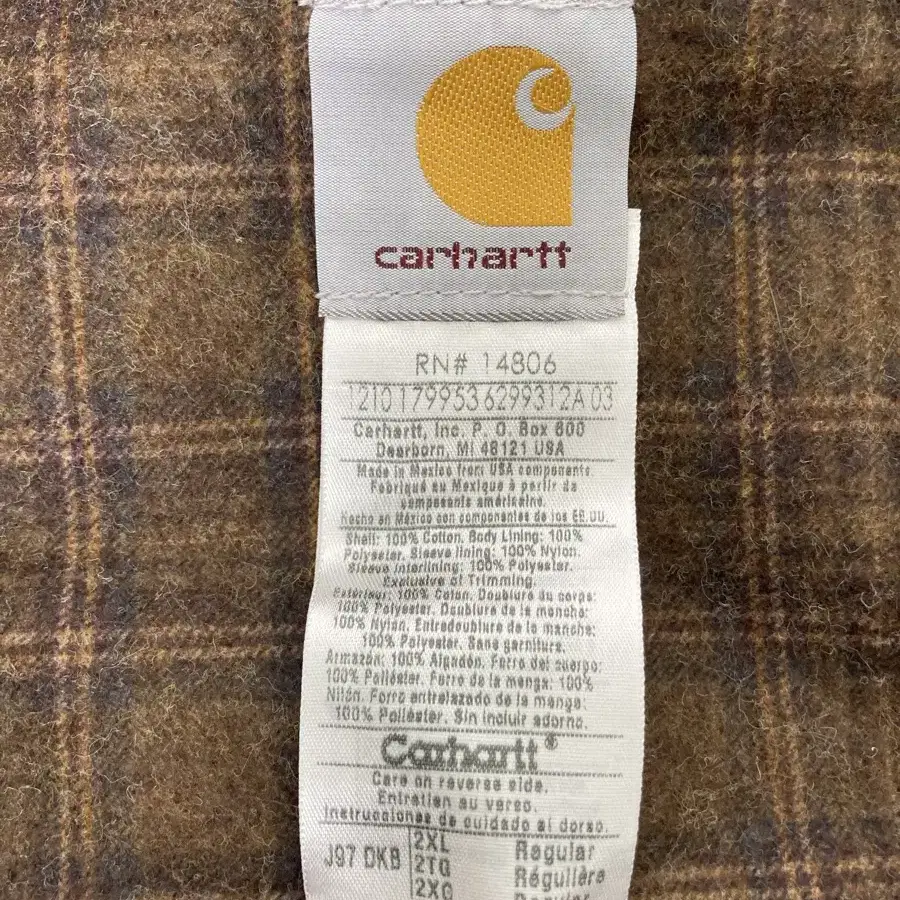 carhartt
RN# 14806
12101799536299312A 03
Carhartt, Inc. P. O. Box 600
Dearborn, MI 48121 USA
Made in Mexico from USA components.
Fabriqué au Mexique à partir de
composants américains.
Hecho en México con componentes de los EE.UU.
Shell: 100% Cotton. Body Lining: 100%
Polyester. Sleeve lining: 100% Nylon.
Sleeve interlining: 100% Polyester.
Exclusive of Trimming.
Extérieur: 100% Coton. Doublure du corps:
100% Polyester. Doublure de la manche:
100% Nylon. Entredoublure de la manche:
100% Polyester. Sans garniture.
Armazón: 100% Algodón. Forro del cuerpo:
100% Poliéster. Forro de la manga: 100%
Nilón. Forro entrelazado de la manga:
100% Poliéster. Sin incluir adorno.
Carhartt®
Care on reverse side.
Entretien au verso.
Instrucciones de cuidado al dorso.
J97 DKB
2XL Regular
2TG Régulière
2XG Regular